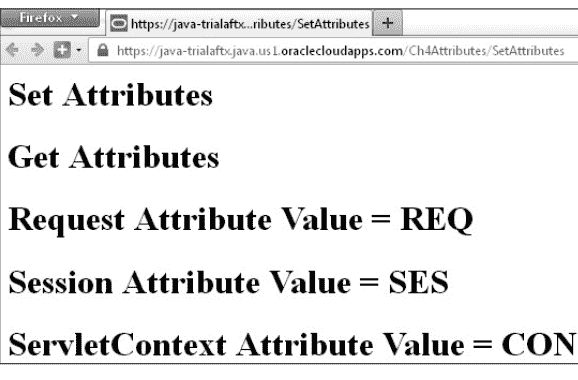 Firefox
https://java-trialaftx...ributes/SetAttributes
https://java-trialaftx.java.us1.oraclecloudapps.com/Ch4Attributes/SetAttributes
Set Attributes
Get Attributes
Request Attribute Value = REQ
Session Attribute Value = SES
ServletContext Attribute Value = CON